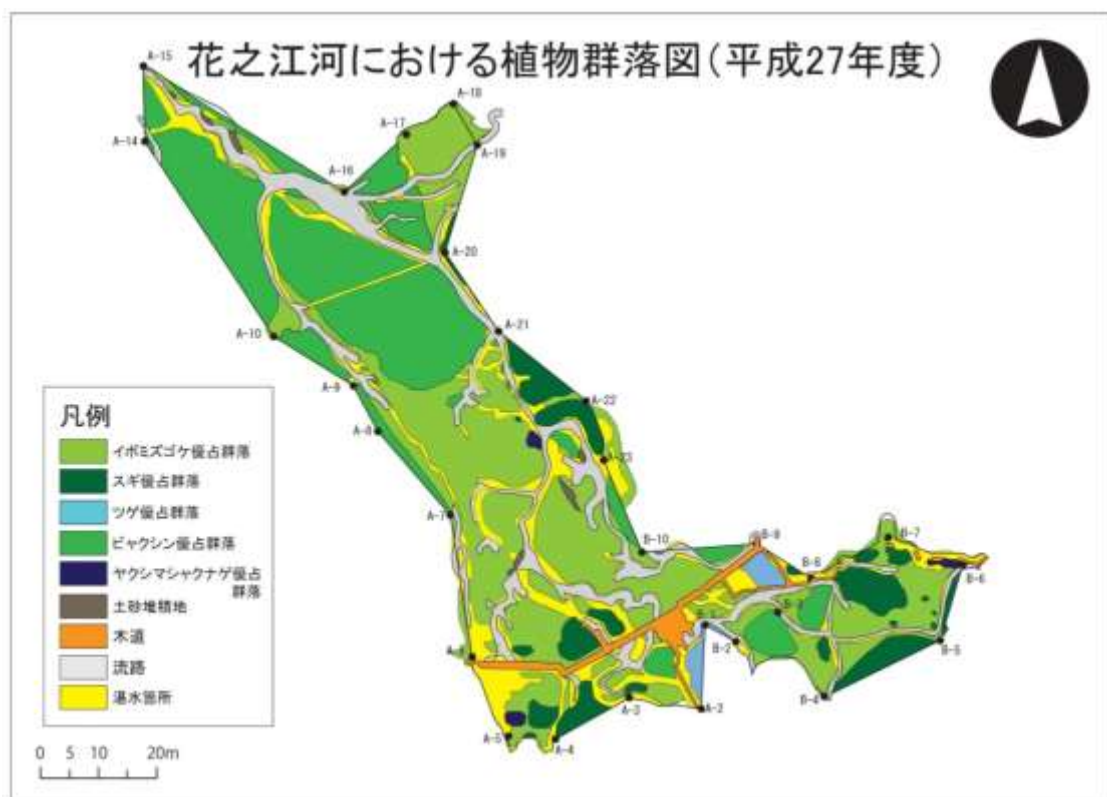 花之江河における植物群落図(平成27年度)
A-15
A-18
A-17
A-14
A-19
A-16
A-20
A-21
A-10
A-9
A-22
A-8
A-23
A-7
B-7
B-9
B-10
B-8
B-6
B-3
B-1
B-2
B-5
A-6
B-4
A-3
A-2
A-5
A-4
凡例
イボミズゴケ優占群落
スギ優占群落
ツゲ優占群落
ビャクシン優占群落
ヤクシマシャクナゲ優占
群落
土砂堆積地
木道
流路
湛水箇所
0 5 10 20m